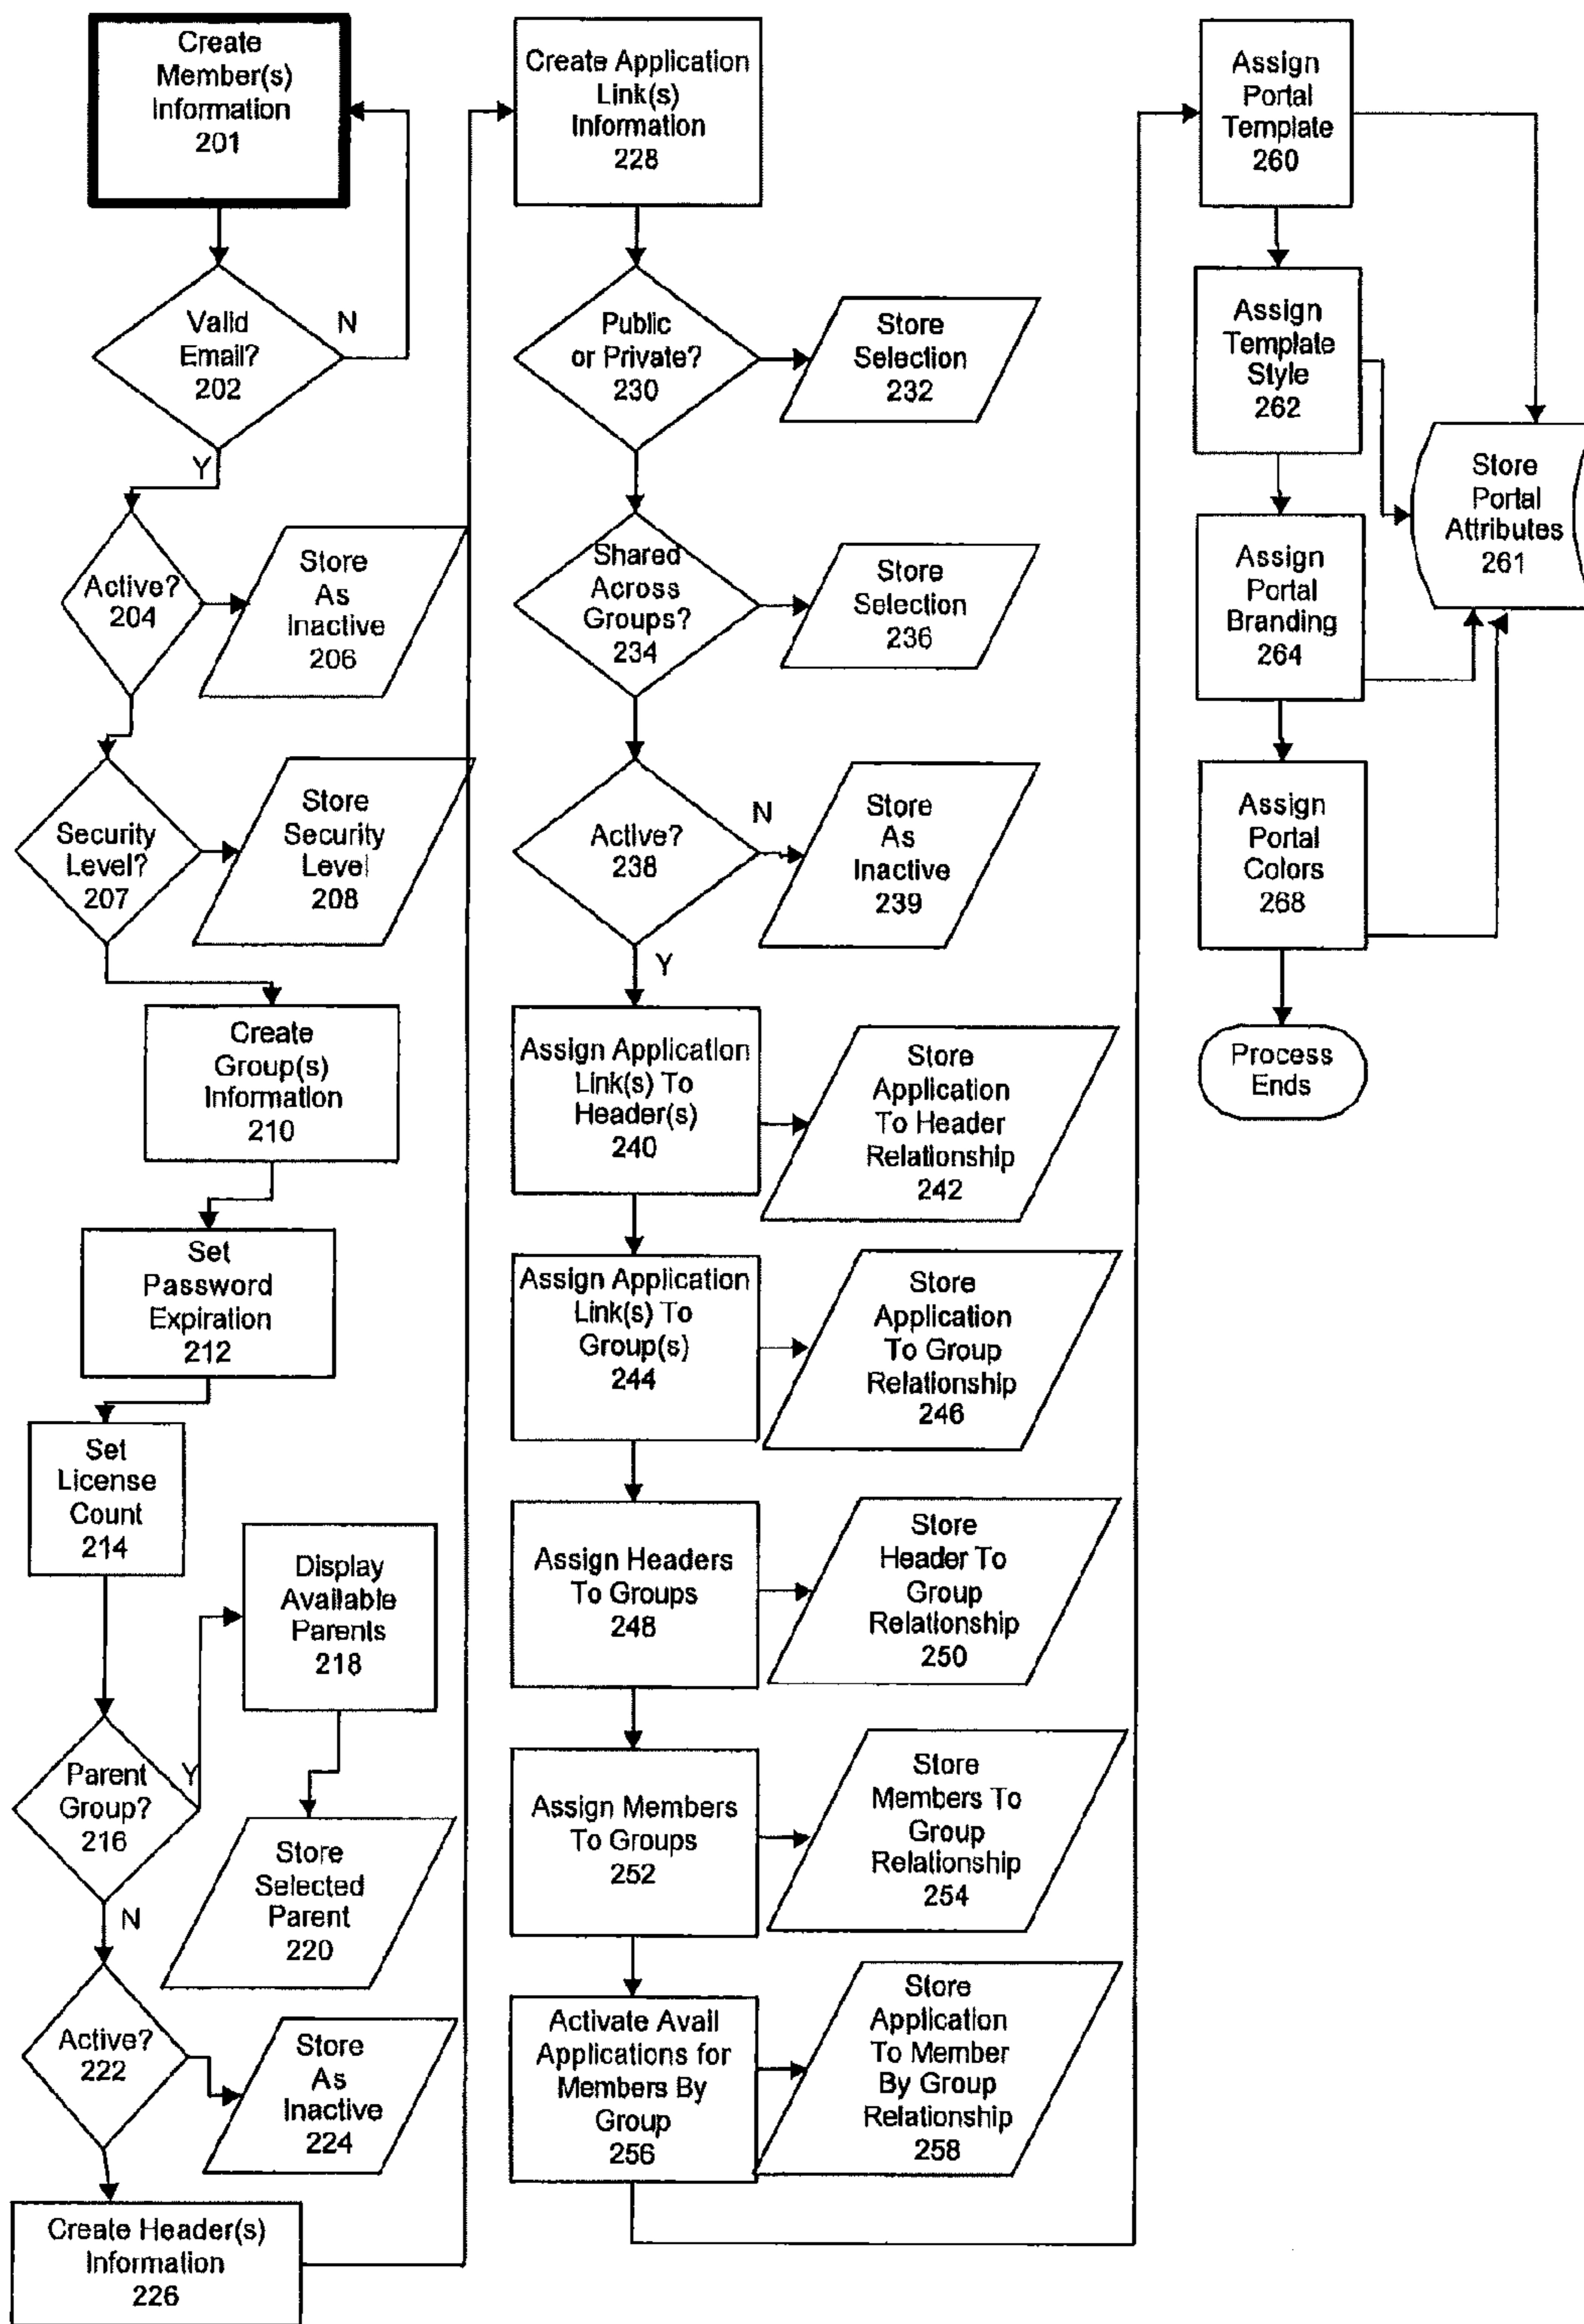 Create
Member(s)
Information
201
Valid
Email?
202
N
Y
Active?
204
Store
As
Inactive
206
Security
Level?
207
Store
Security
Level
208
Create
Group(s)
Information
210
Set
Password
Expiration
212
Set
License
Count
214
Parent
Group?
216
Y
Display
Available
Parents
218
Store
Selected
Parent
220
N
Active?
222
Store
As
Inactive
224
Create Header(s)
Information
226
Create Application
Link(s)
Information
228
Public
or Private?
230
Store
Selection
232
Shared
Across
Groups?
234
Store
Selection
236
Active?
238
N
Store
As
Inactive
239
Y
Assign Application
Link(s) To
Header(s)
240
Store
Application
To Header
Relationship
242
Assign Application
Link(s) To
Group(s)
244
Store
Application
To Group
Relationship
246
Assign Headers
To Groups
248
Store
Header To
Group
Relationship
250
Assign Members
To Groups
252
Store
Members To
Group
Relationship
254
Activate Avail
Applications for
Members By
Group
256
Store
Application
To Member
By Group
Relationship
258
Assign
Portal
Template
260
Assign
Template
Style
262
Store
Portal
Attributes
261
Assign
Portal
Branding
264
Assign
Portal
Colors
268
Process
Ends